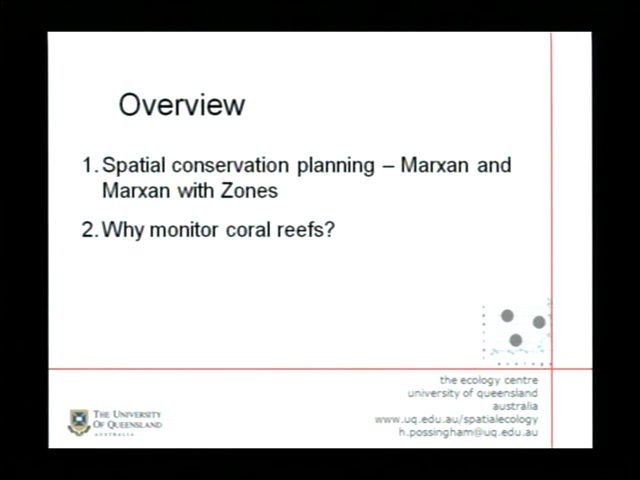 Overview
1. Spatial conservation planning – Marxan and
Marxan with Zones
2. Why monitor coral reefs?
the ecology centre
university of queensland
australia
www.uq.edu.au/spatialecology
h.possingham@uq.edu.au
THE UNIVERSITY
OF QUEENSLAND
AUSTRALIA